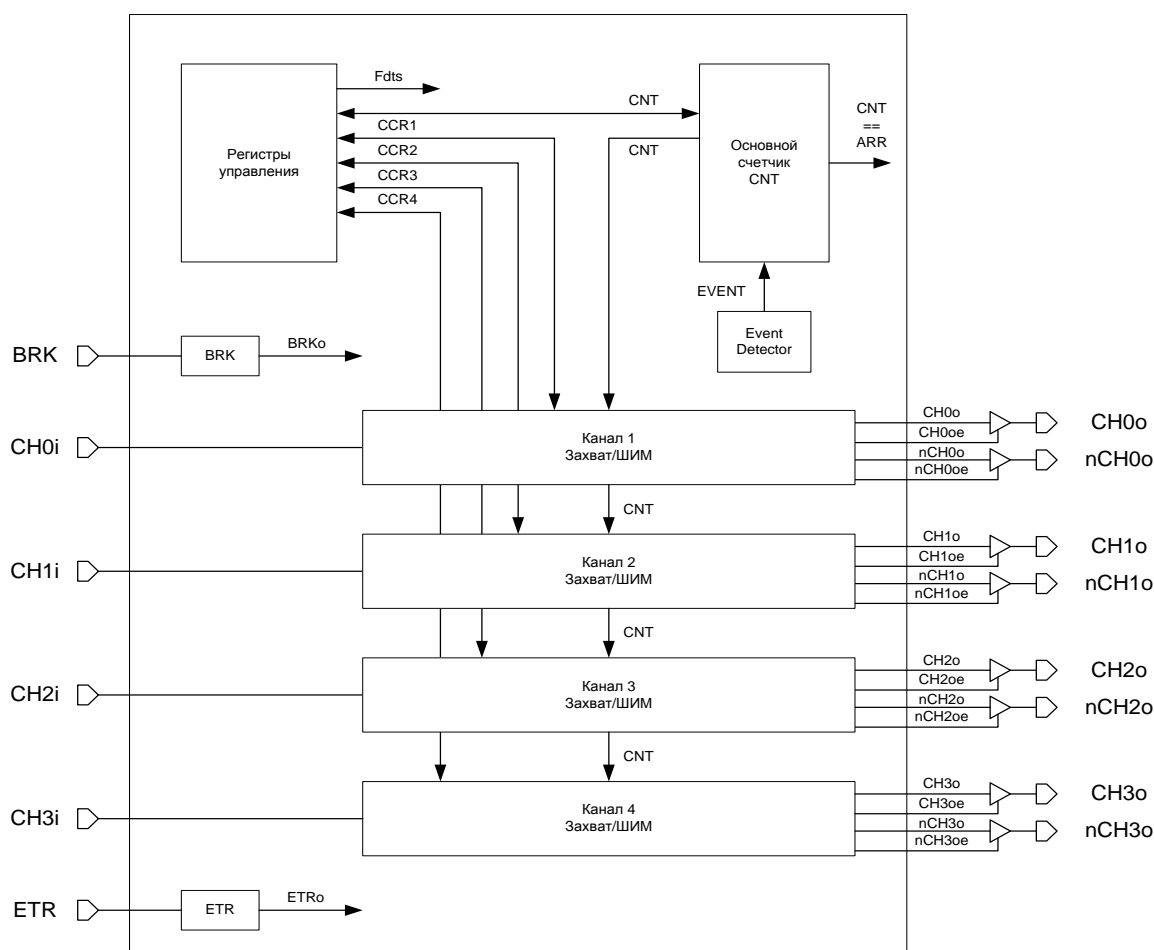 Fdts
CNT
CCR1
CCR2
CCR3
CCR4
Регистры
управления
CNT
Основной
счетчик
CNT
CNT
==
ARR
EVENT
Event
Detector
BRK
BRK
BRKo
CH0i
Канал 1
Захват/ШИМ
CH0o
CH0oe
nCH0o
nCH0oe
CH0o
nCH0o
CNT
CH1i
Канал 2
Захват/ШИМ
CH1o
CH1oe
nCH1o
nCH1oe
CH1o
nCH1o
CNT
CH2i
Канал 3
Захват/ШИМ
CH2o
CH2oe
nCH2o
nCH2oe
CH2o
nCH2o
CNT
CH3i
Канал 4
Захват/ШИМ
CH3o
CH3oe
nCH3o
nCH3oe
CH3o
nCH3o
ETR
ETR
ETRo